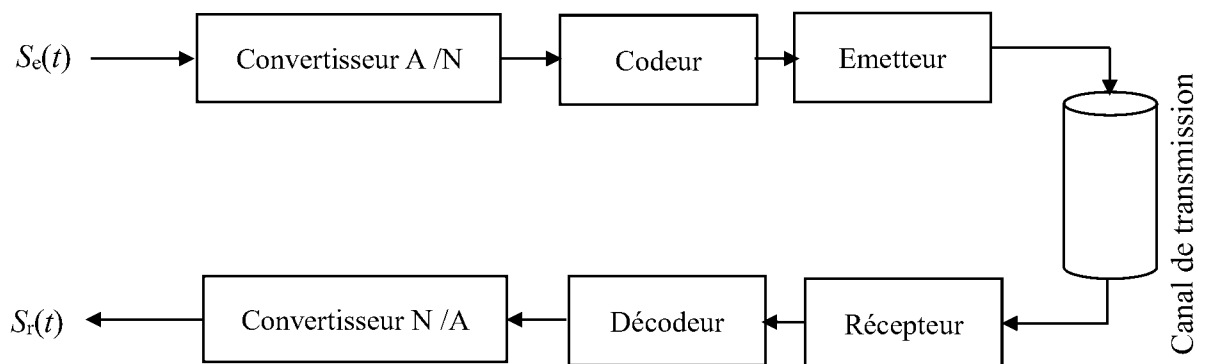 Se(t)
Convertisseur A /N
Codeur
Emetteur
Canal de transmission
Sr(t)
Convertisseur N /A
Décodeur
Récepteur